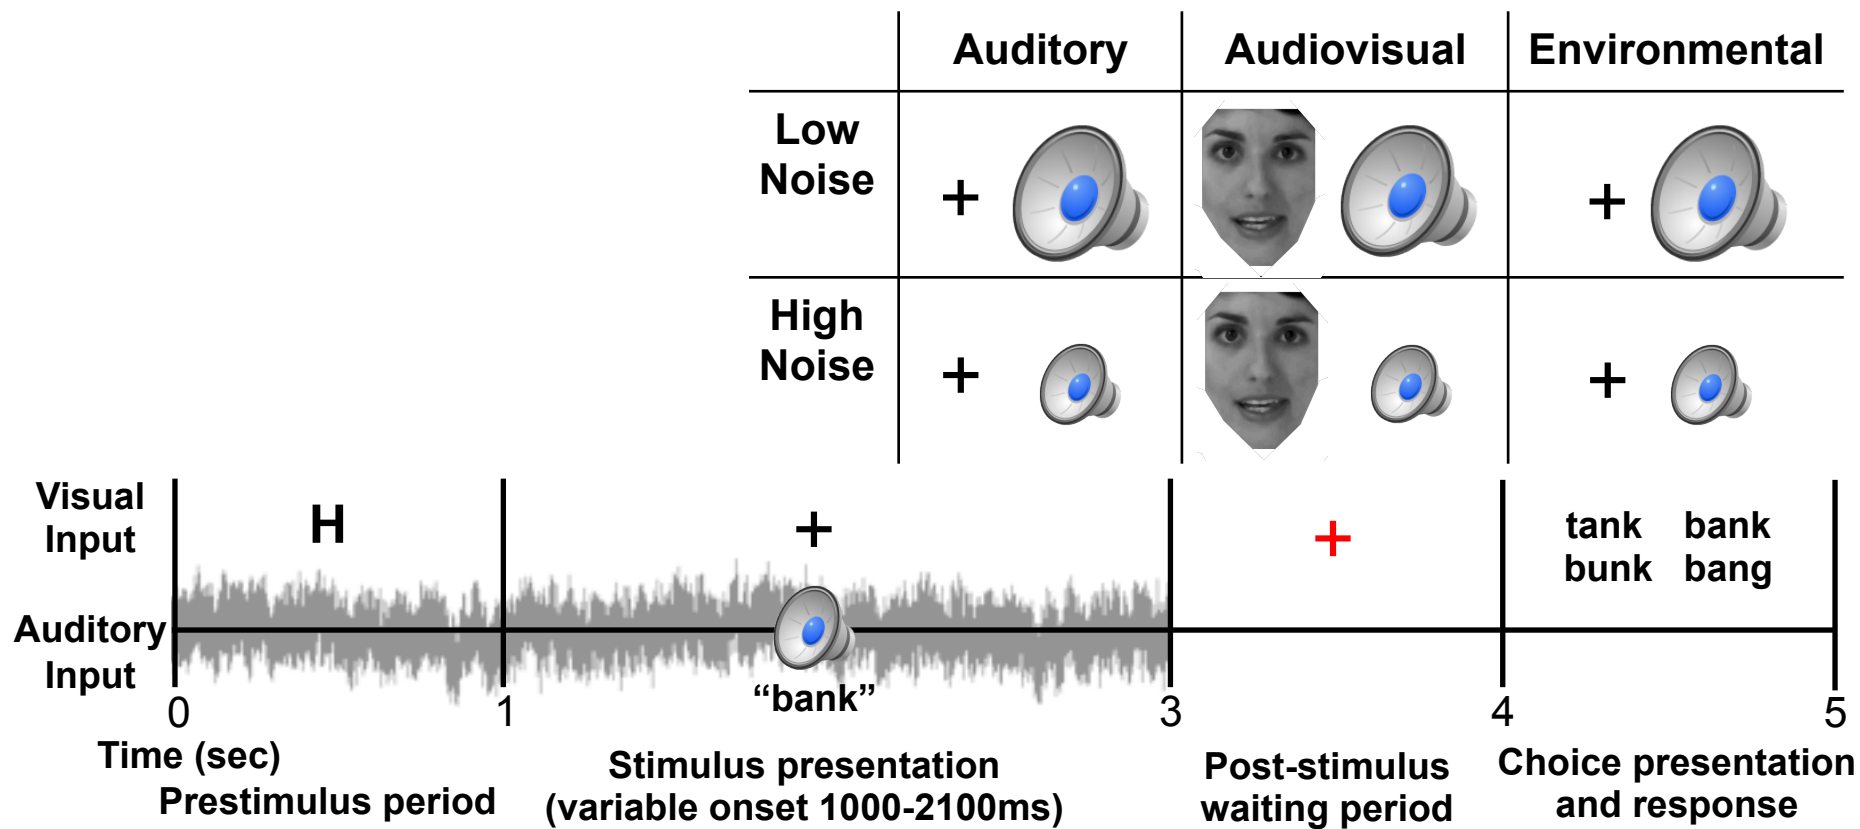 Auditory Audiovisual Environmental
Low
Noise
+ +
High
Noise
+ +
Visual
Input
H + + tank bank
bunk bang
Auditory
Input
“bank”
0 1 3 4 5
Time (sec)
Prestimulus period
Stimulus presentation
(variable onset 1000-2100ms)
Post-stimulus
waiting period
Choice presentation
and response